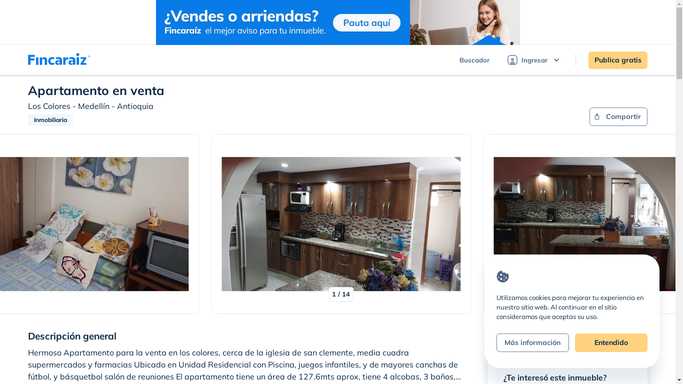 ¿Vendes o arriendas?
Fincaraíz el mejor aviso para tu inmueble.
Pauta aquí
Fincaraíz
Buscador
Ingresar
Publica gratis
Apartamento en venta
Los Colores - Medellín - Antioquia
Inmobiliaria
Compartir
1 / 14
Utilizamos cookies para mejorar tu experiencia en
nuestro sitio web. Al continuar en el sitio
consideramos que aceptas su uso.
Más información
Entendido
Descripción general
Hermoso Apartamento para la venta en los colores, cerca de la iglesia de san clemente, media cuadra
supermercados y farmacias Ubicado en Unidad Residencial con Piscina, juegos infantiles, y de mayores canchas de
fútbol, y básquetbol salón de reuniones El apartamento tiene un área de 127.6mts aprox, tiene 4 alcobas, 3 baños,...
¿Te interesó este inmueble?